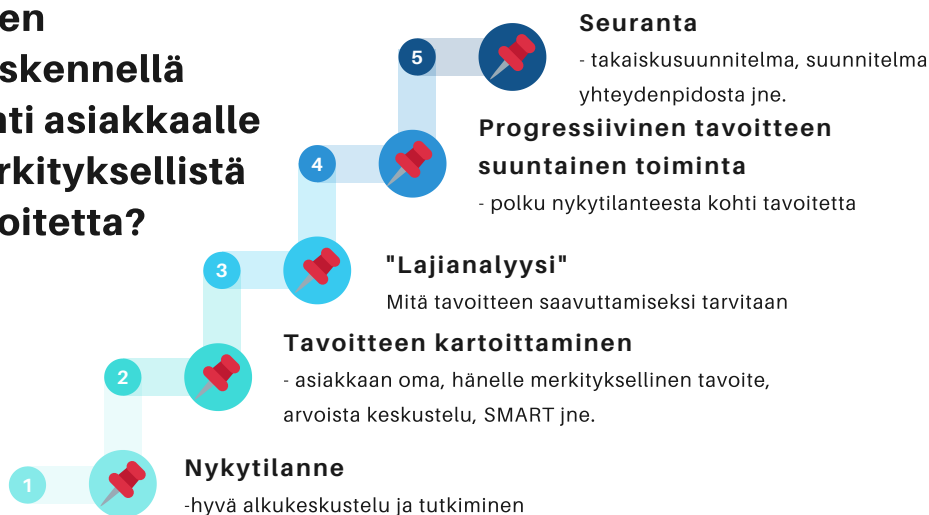 en
skennellä
ti asiakkaalle
rkityksellistä
oitetta?
5
Seuranta
- takaiskusuunnitelma, suunnitelma
yhteydenpidosta jne.
4
Progressiivinen tavoitteen
suuntainen toiminta
- polku nykytilanteesta kohti tavoitetta
3
"Lajianalyysi"
Mitä tavoitteen saavuttamiseksi tarvitaan
2
Tavoitteen kartoittaminen
- asiakkaan oma, hänelle merkityksellinen tavoite,
arvoista keskustelu, SMART jne.
1
Nykytilanne
-hyvä alkukeskustelu ja tutkiminen